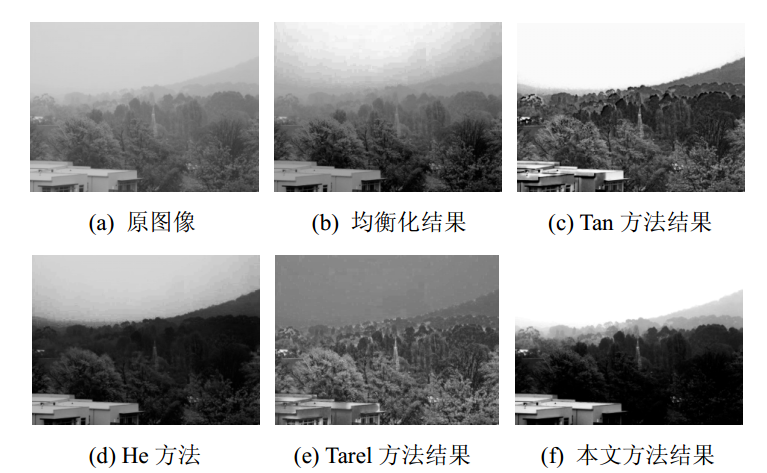 (a) 原图像
(b) 均衡化结果
(c) Tan 方法结果
(d) He 方法
(e) Tarel 方法结果
(f) 本文方法结果